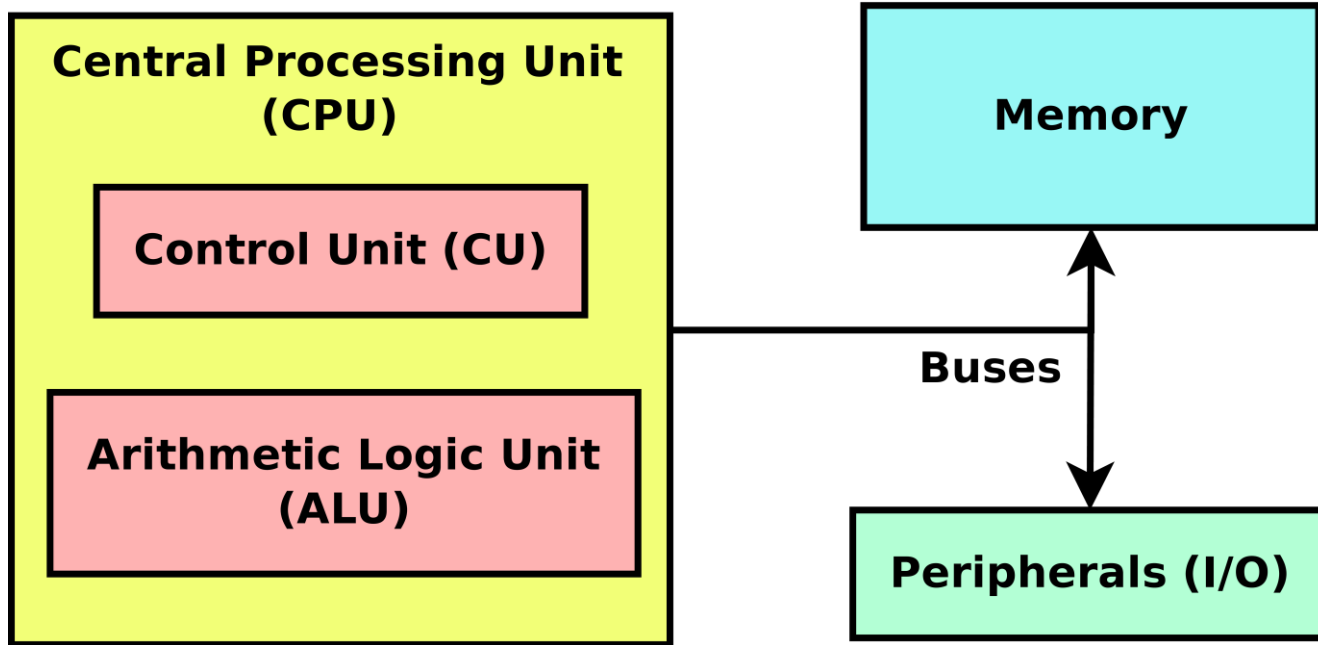 Central Processing Unit
(CPU)
Control Unit (CU)
Arithmetic Logic Unit
(ALU)
Memory
Buses
Peripherals (I/O)